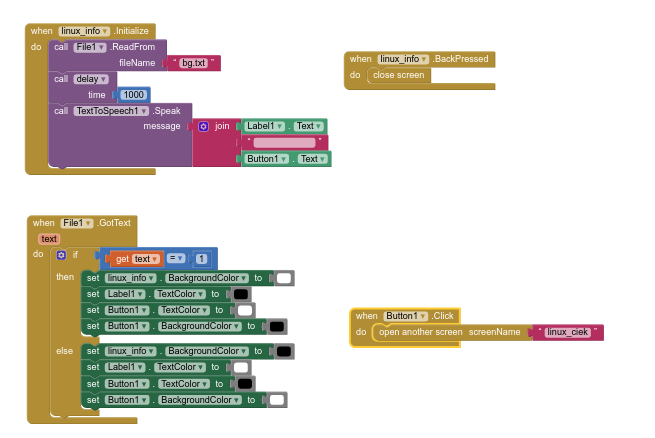 when linux_info .Initialize
do call File1 .ReadFrom
fileName " bg.txt "
call delay
time 1000
call TextToSpeech1 .Speak
message join Label1 . Text
" "
Button1 . Text
when linux_info .BackPressed
do close screen
when File1 .GotText
text
do if get text = 1
then set linux_info . BackgroundColor to
set Label1 . TextColor to
set Button1 . TextColor to
set Button1 . BackgroundColor to
else set linux_info . BackgroundColor to
set Label1 . TextColor to
set Button1 . TextColor to
set Button1 . BackgroundColor to
when Button1 .Click
do open another screen screenName " linux_ciek "